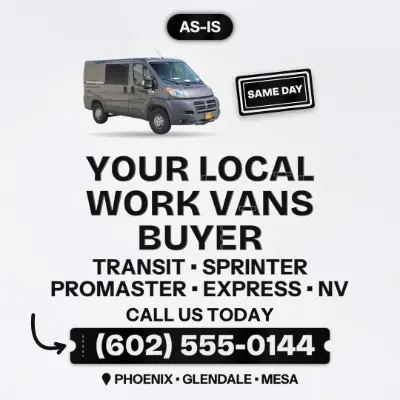 AS-IS
SAME DAY
YOUR LOCAL
WORK VANS
BUYER
TRANSIT ▪ SPRINTER
PROMASTER ▪ EXPRESS ▪ NV
CALL US TODAY
(602) 555-0144
PHOENIX ▪ GLENDALE ▪ MESA